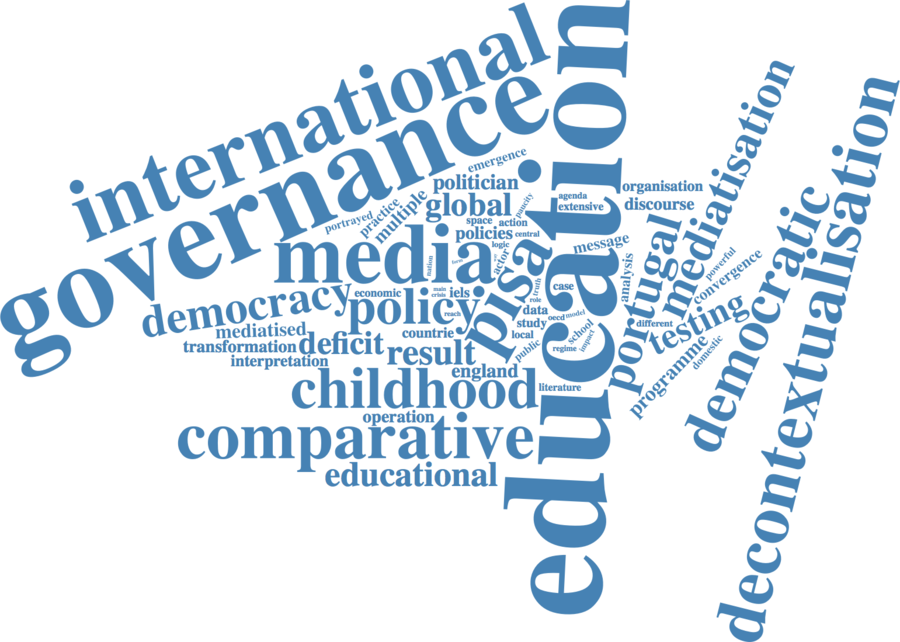 international
governance
education
mediatisation
decontextualisation
democratic
emergence
politician
multiple
practice
portrayed
global
paucity
agenda
extensive
organisation
discourse
space
action
policies
central
logic
actor
media
nation
message
portugal
analysis
powerful
convergence
pisa
truth
case
democracy
economic
main
crisis
iels
policy
reach
role
data
oecd
model
study
school
impact
different
testing
mediatised
countrie
local
transformation
deficit
result
public
regime
programme
domestic
interpretation
england
childhood
literature
operation
comparative
educational